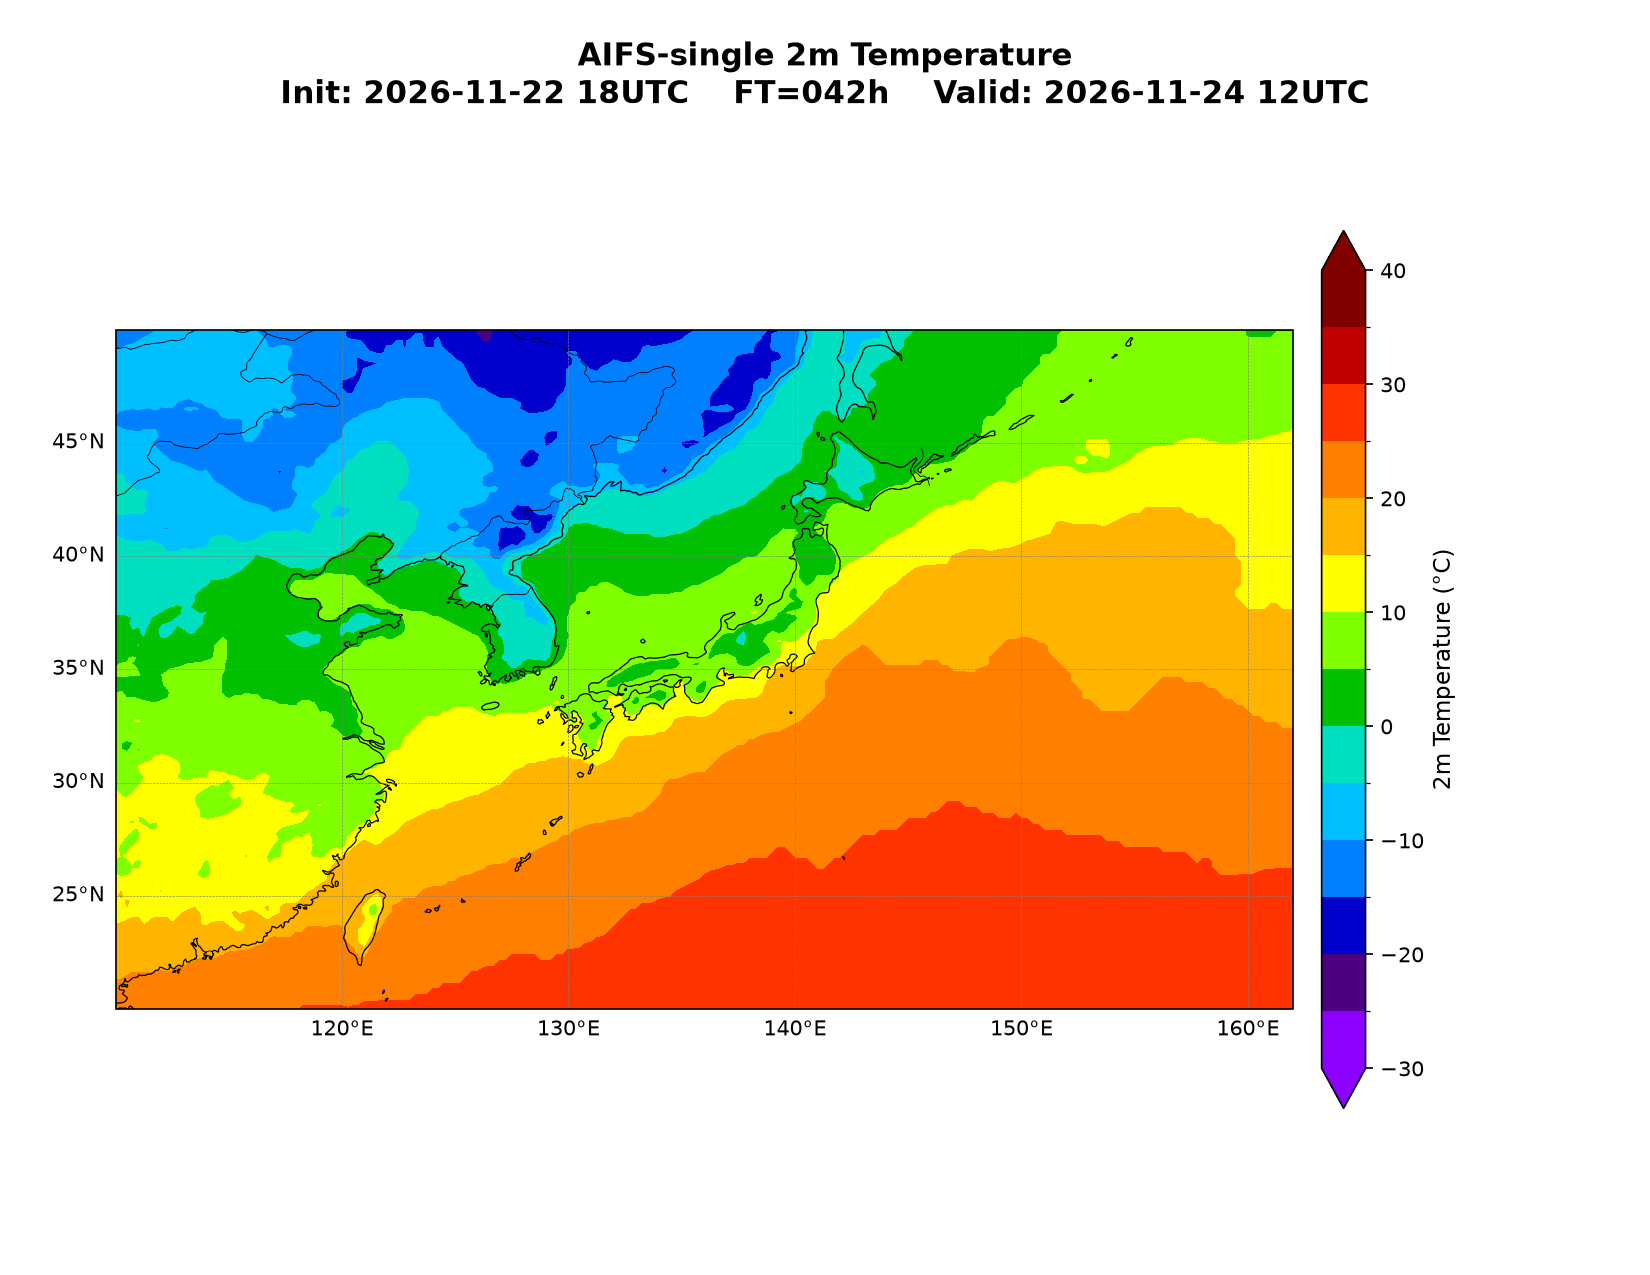 AIFS-single 2m Temperature
Init: 2026-11-22 18UTC    FT=042h    Valid: 2026-11-24 12UTC
40
30
20
10
0
−10
−20
−30
2m Temperature (°C)
45°N
40°N
35°N
30°N
25°N
120°E
130°E
140°E
150°E
160°E